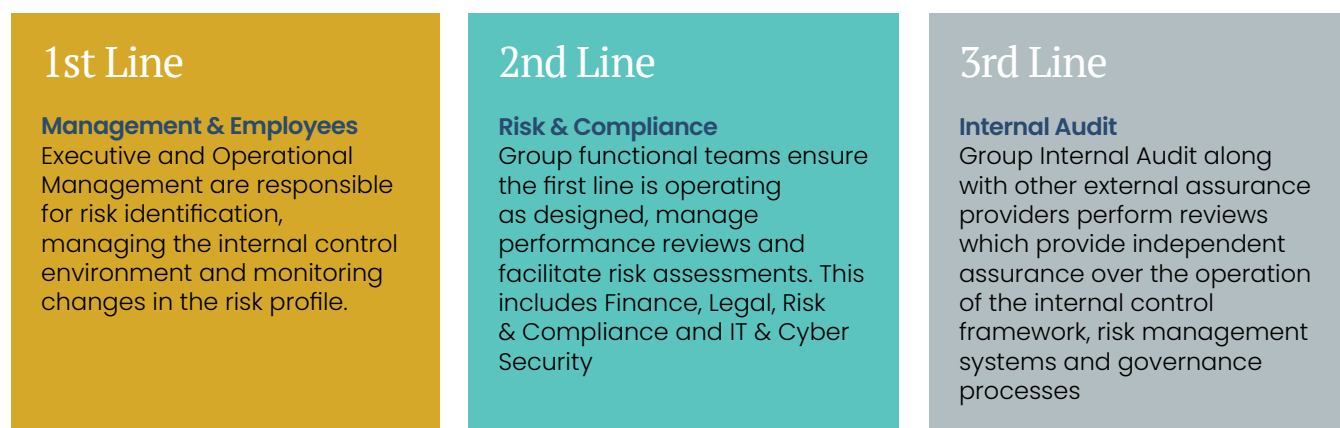 1st Line
Management & Employees
Executive and Operational
Management are responsible
for risk identification,
managing the internal control
environment and monitoring
changes in the risk profile.
2nd Line
Risk & Compliance
Group functional teams ensure
the first line is operating
as designed, manage
performance reviews and
facilitate risk assessments. This
includes Finance, Legal, Risk
& Compliance and IT & Cyber
Security
3rd Line
Internal Audit
Group Internal Audit along
with other external assurance
providers perform reviews
which provide independent
assurance over the operation
of the internal control
framework, risk management
systems and governance
processes